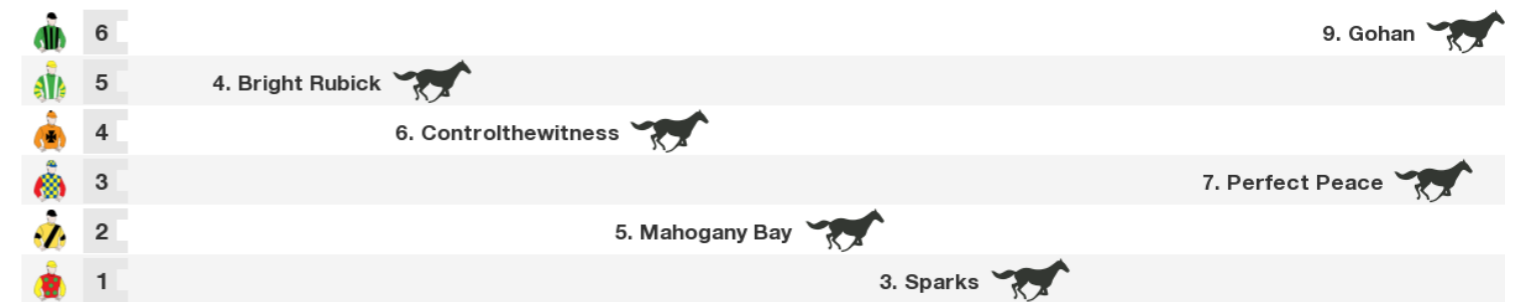 6 9. Gohan
5 4. Bright Rubick
4 6. Controlthewitness
3 7. Perfect Peace
2 5. Mahogany Bay
1 3. Sparks